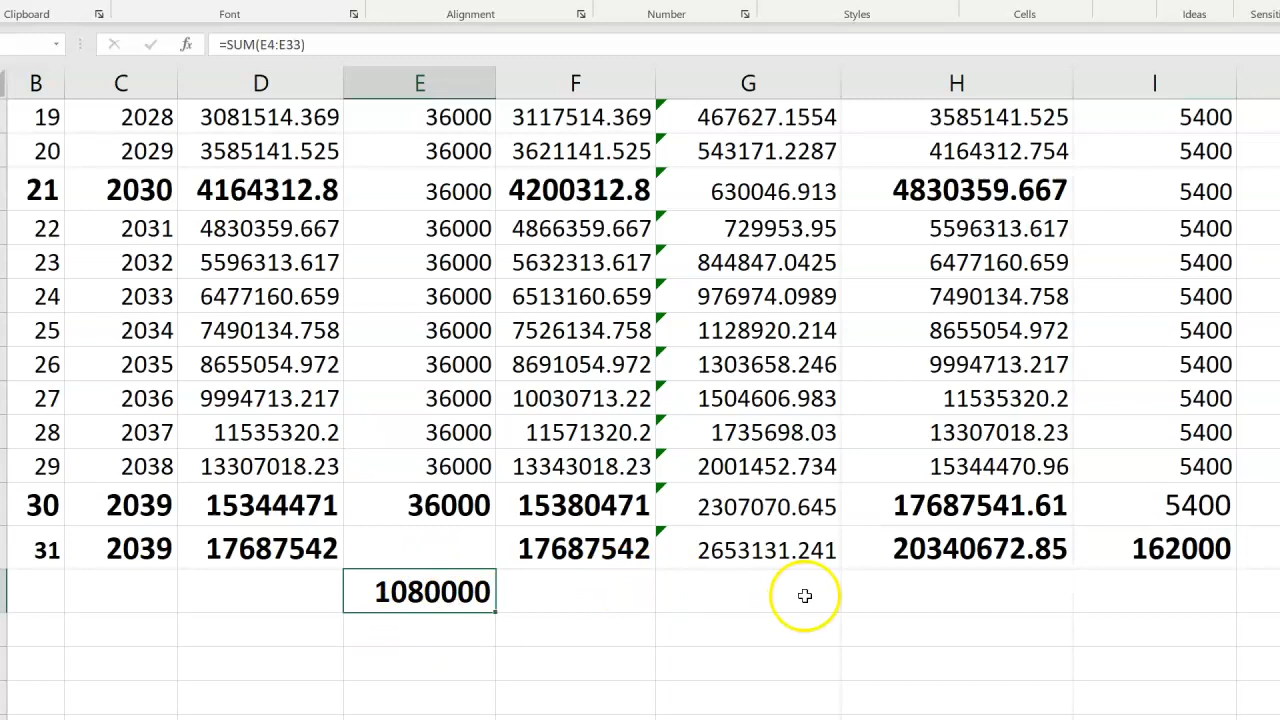 Clipboard Font Alignment Number Styles Cells Ideas Sensiti
fx =SUM(E4:E33)
B C D E F G H I
19 2028 3081514.369 36000 3117514.369 467627.1554 3585141.525 5400
20 2029 3585141.525 36000 3621141.525 543171.2287 4164312.754 5400
21 2030 4164312.8 36000 4200312.8 630046.913 4830359.667 5400
22 2031 4830359.667 36000 4866359.667 729953.95 5596313.617 5400
23 2032 5596313.617 36000 5632313.617 844847.0425 6477160.659 5400
24 2033 6477160.659 36000 6513160.659 976974.0989 7490134.758 5400
25 2034 7490134.758 36000 7526134.758 1128920.214 8655054.972 5400
26 2035 8655054.972 36000 8691054.972 1303658.246 9994713.217 5400
27 2036 9994713.217 36000 10030713.22 1504606.983 11535320.2 5400
28 2037 11535320.2 36000 11571320.2 1735698.03 13307018.23 5400
29 2038 13307018.23 36000 13343018.23 2001452.734 15344470.96 5400
30 2039 15344471 36000 15380471 2307070.645 17687541.61 5400
31 2039 17687542 17687542 2653131.241 20340672.85 162000
1080000